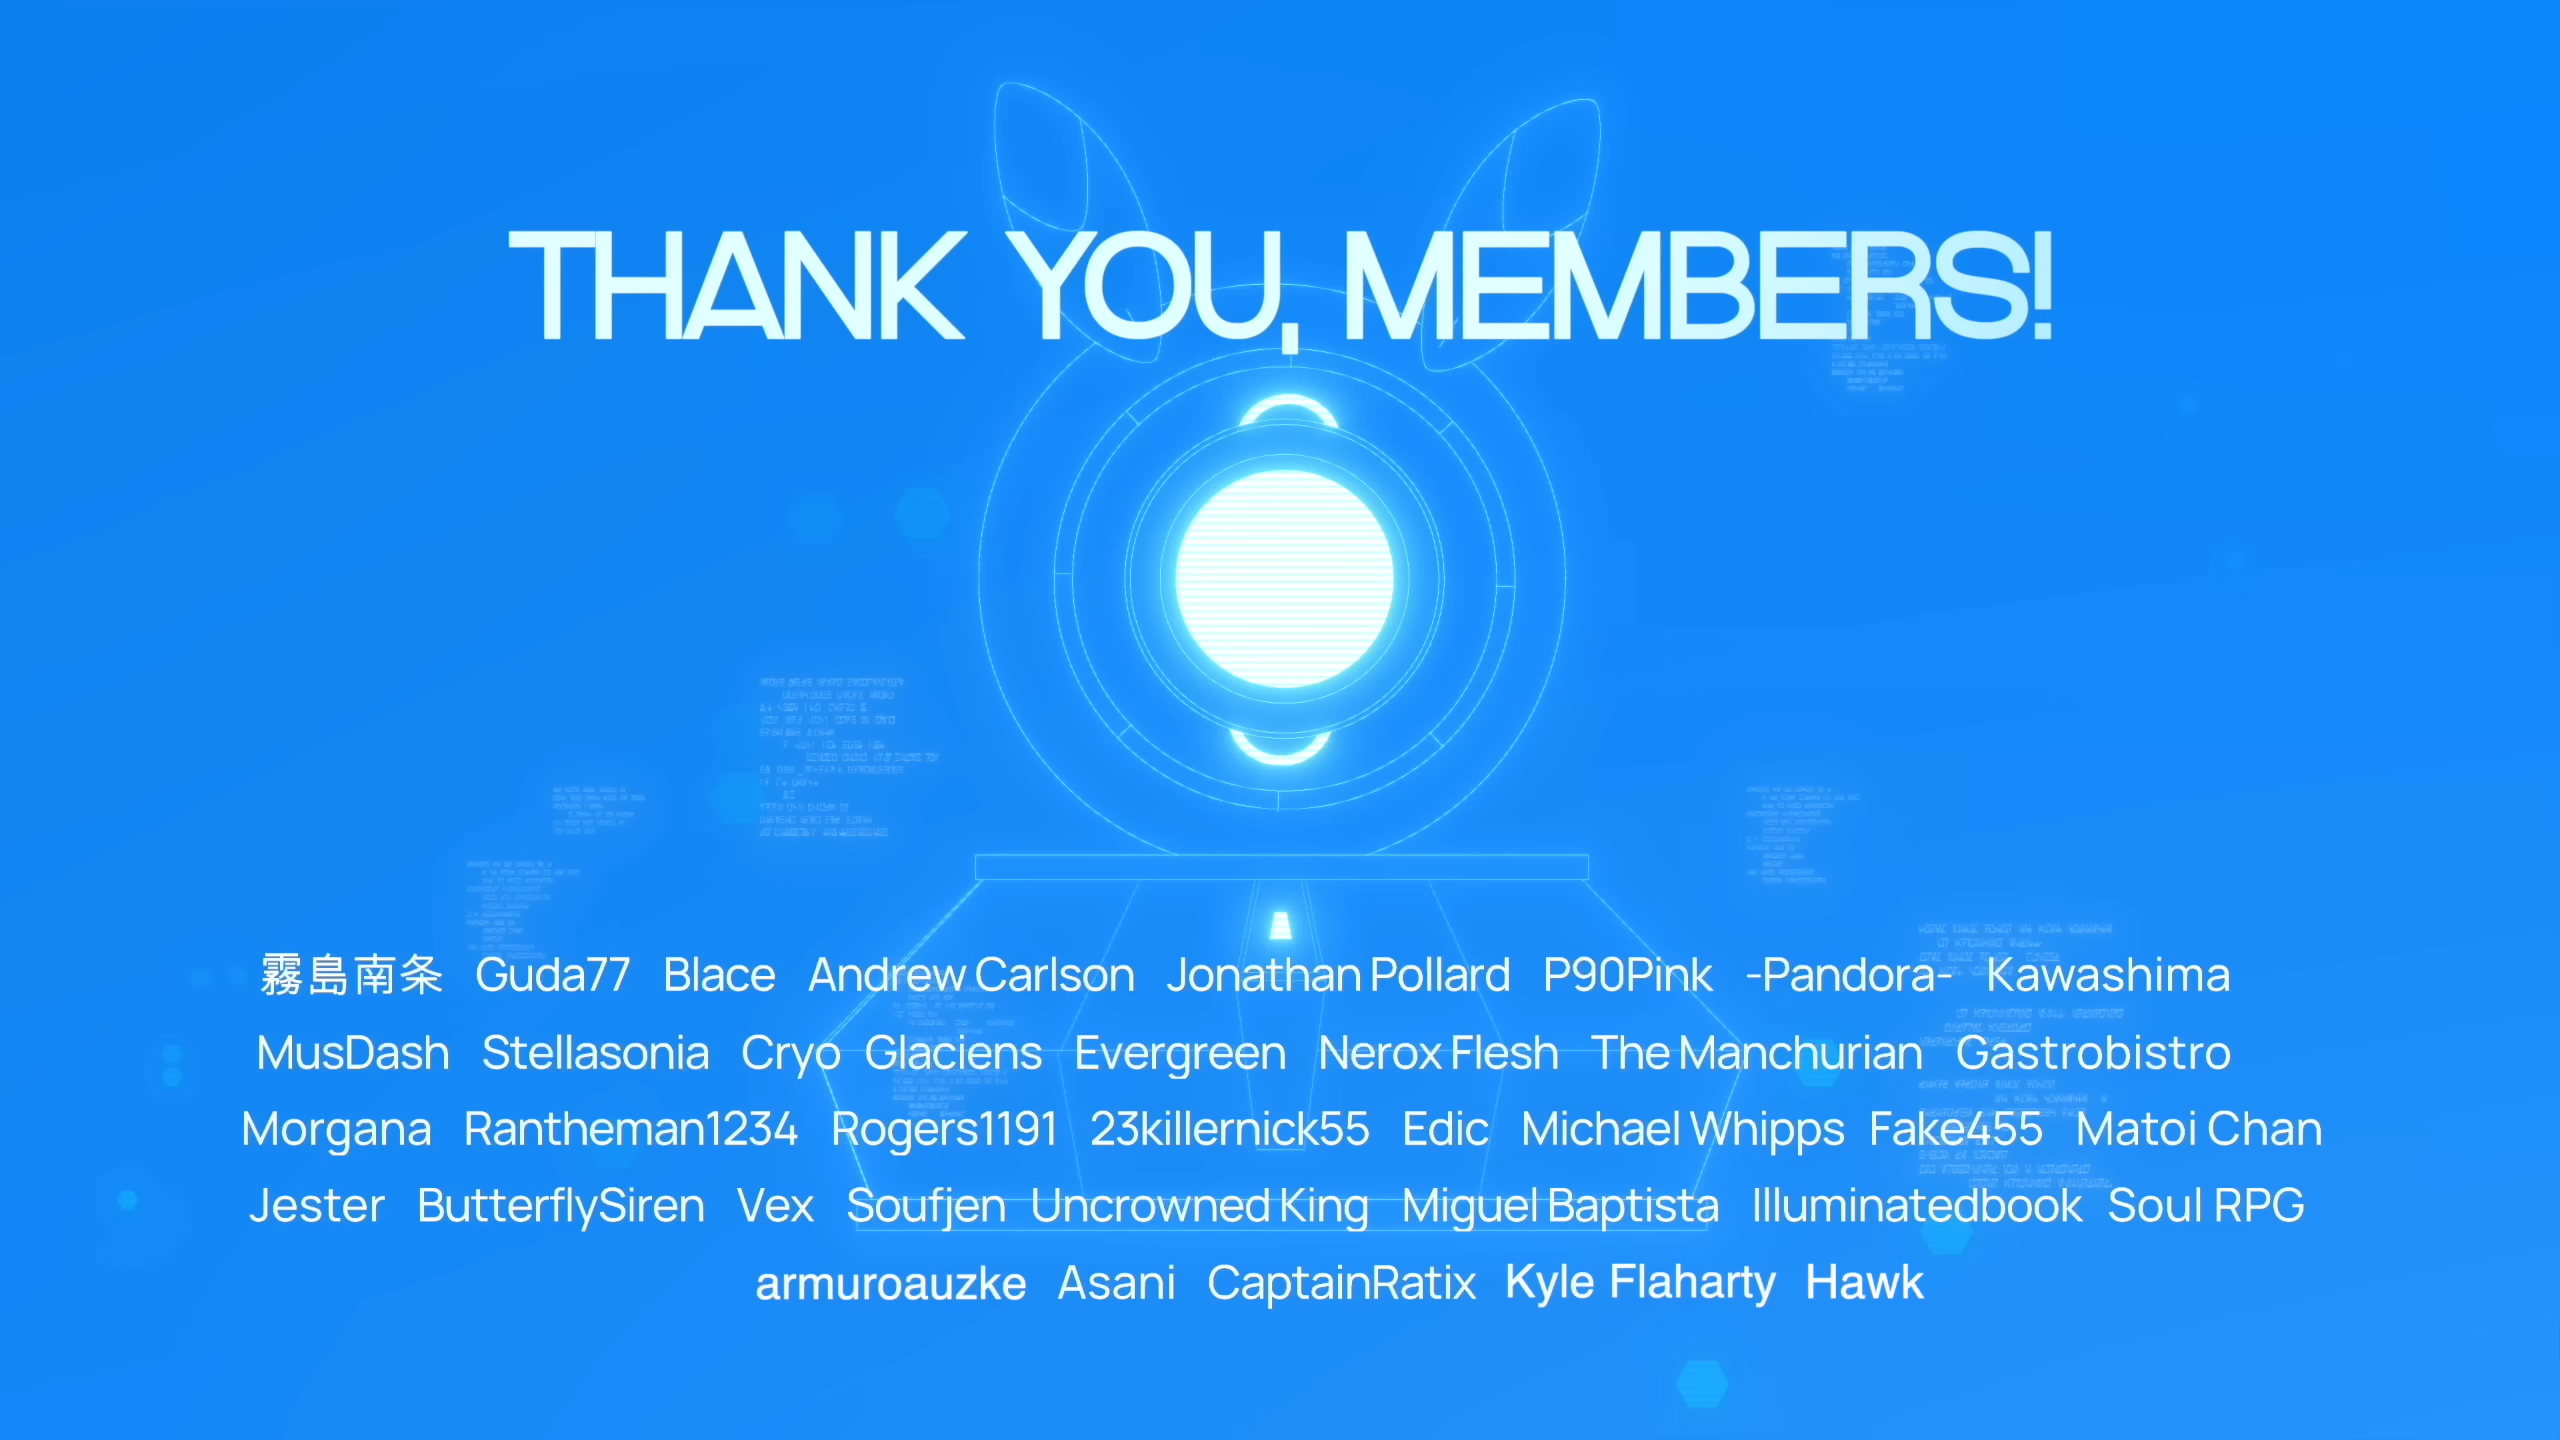 THANK YOU, MEMBERS!
霧島南条 Guda77 Blace Andrew Carlson Jonathan Pollard P90Pink -Pandora- Kawashima
MusDash Stellasonia Cryo Glaciens Evergreen Nerox Flesh The Manchurian Gastrobistro
Morgana Rantheman1234 Rogers1191 23killernick55 Edic Michael Whipps Fake455 Matoi Chan
Jester ButterflySiren Vex Soufjen Uncrowned King Miguel Baptista Illuminatedbook Soul RPG
armuroauzke Asani CaptainRatix Kyle Flaharty Hawk